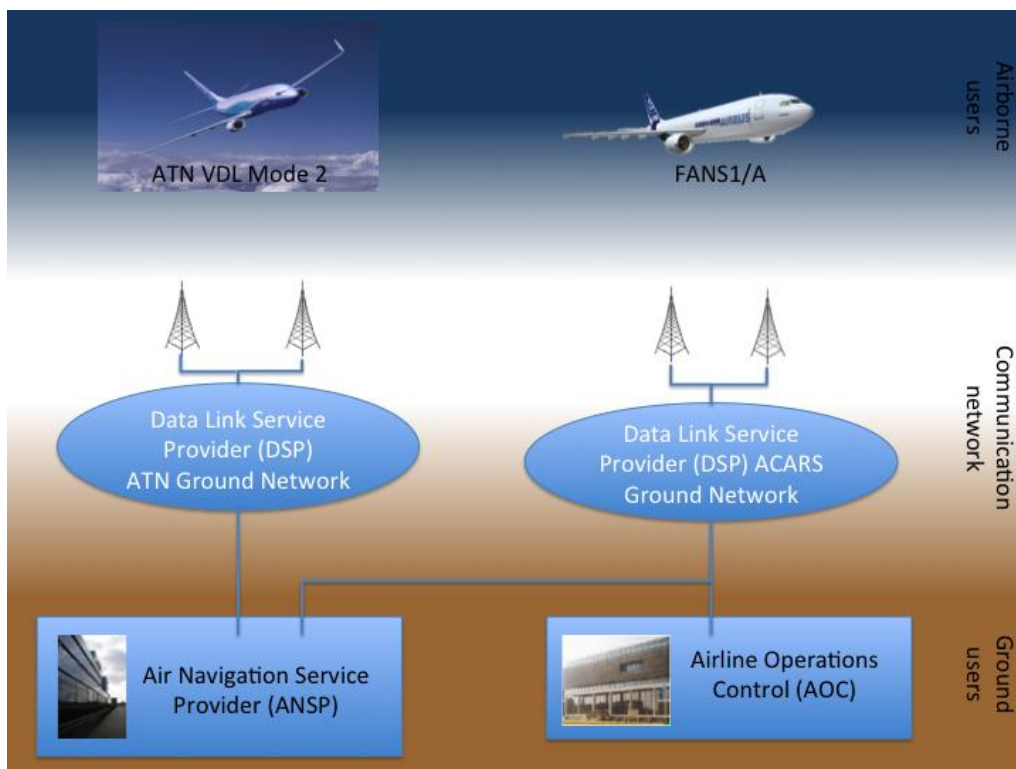 ATN VDL Mode 2
FANS1/A
Airborne
users
Data Link Service
Provider (DSP)
ATN Ground Network
Data Link Service
Provider (DSP) ACARS
Ground Network
Communication
network
Air Navigation Service
Provider (ANSP)
Airline Operations
Control (AOC)
Ground
users